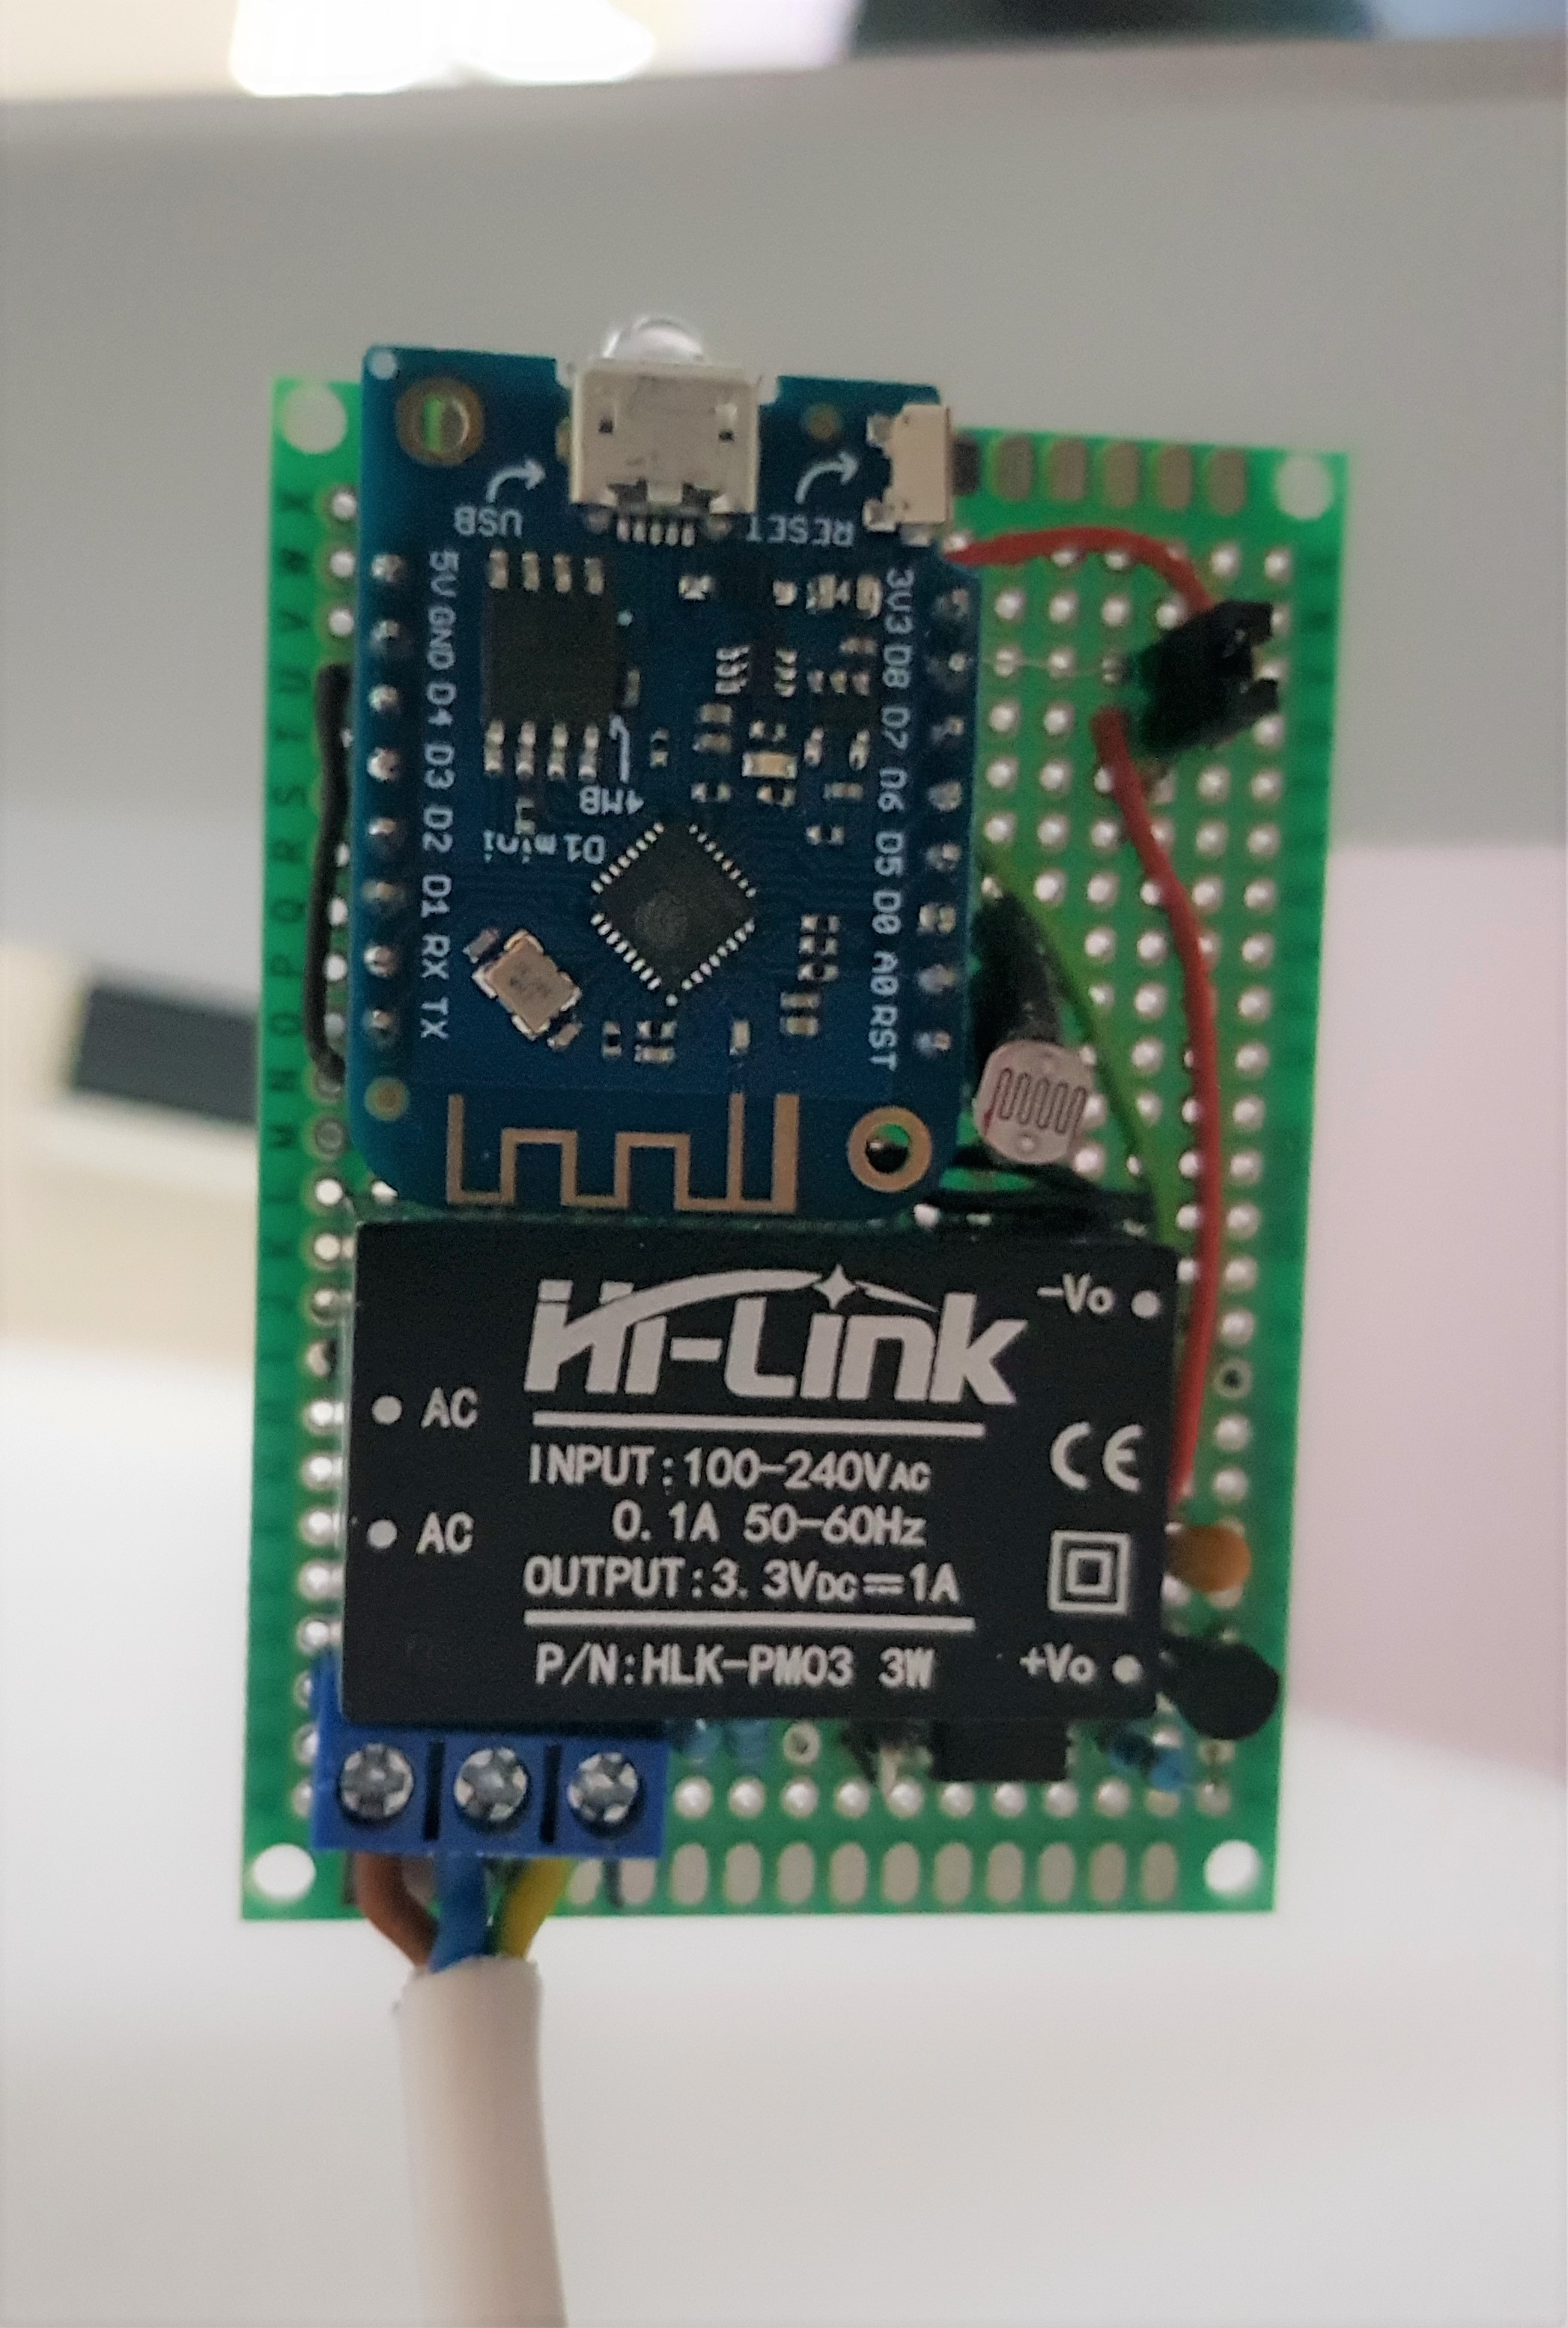 USB
RESET
5V GND D4 D3 D2 D1 RX TX
3V3 D8 D7 D6 D5 D0 A0 RST
4MB
D1 mini
Hi-Link
-Vo
AC
INPUT:100-240VAC
CE
AC
0.1A 50-60Hz
OUTPUT:3.3VDC⎓1A
P/N:HLK-PM03 3W
+Vo